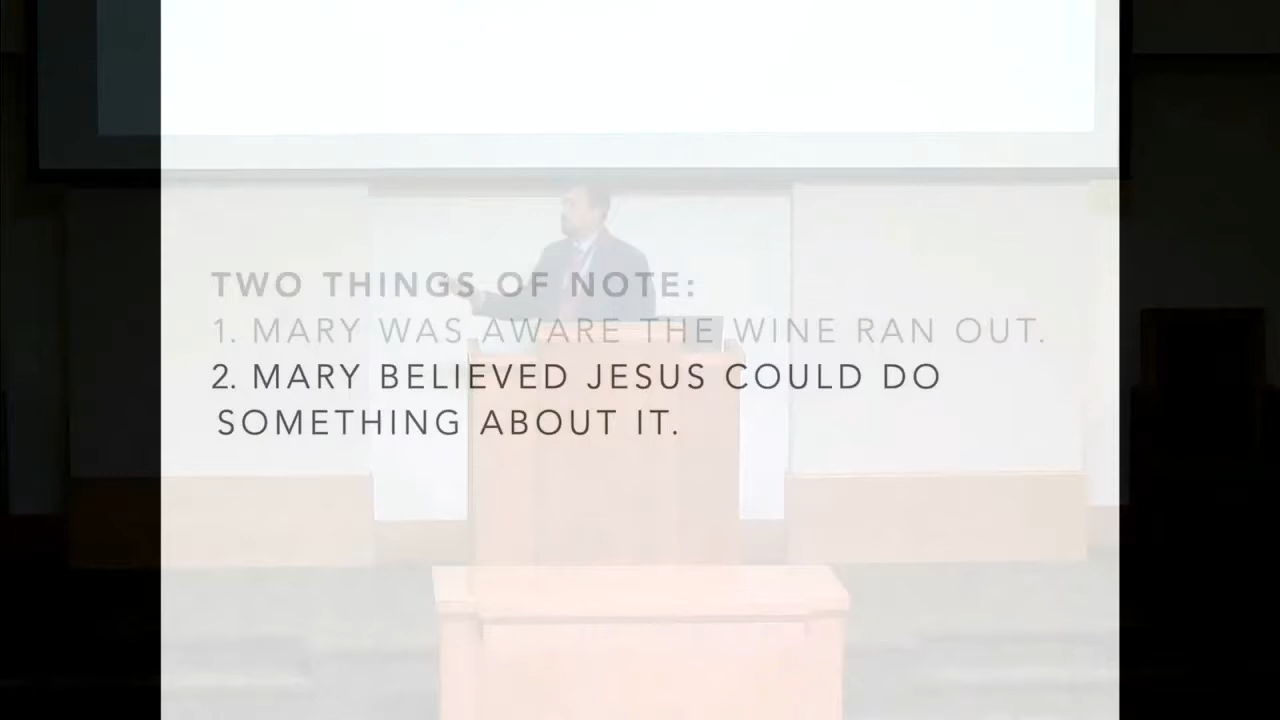 TWO THINGS OF NOTE:
1. MARY WAS AWARE THE WINE RAN OUT.
2. MARY BELIEVED JESUS COULD DO
SOMETHING ABOUT IT.